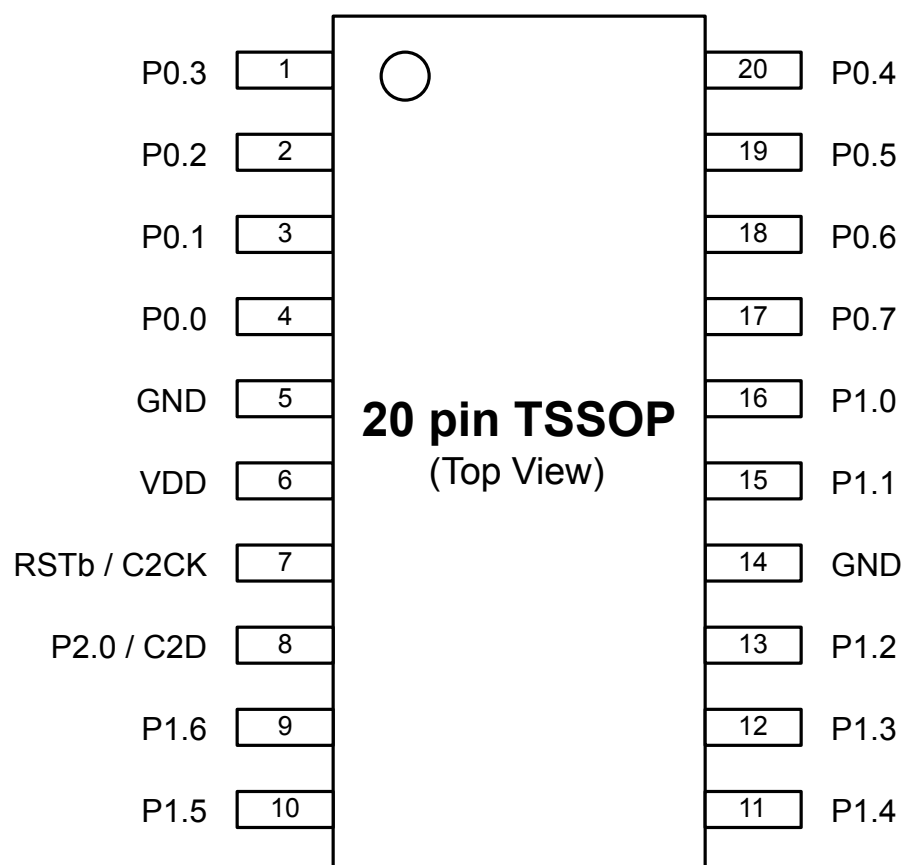 P0.3 1 20 P0.4
P0.2 2 19 P0.5
P0.1 3 18 P0.6
P0.0 4 17 P0.7
GND 5 16 P1.0
20 pin TSSOP
(Top View)
VDD 6 15 P1.1
RSTb / C2CK 7 14 GND
P2.0 / C2D 8 13 P1.2
P1.6 9 12 P1.3
P1.5 10 11 P1.4